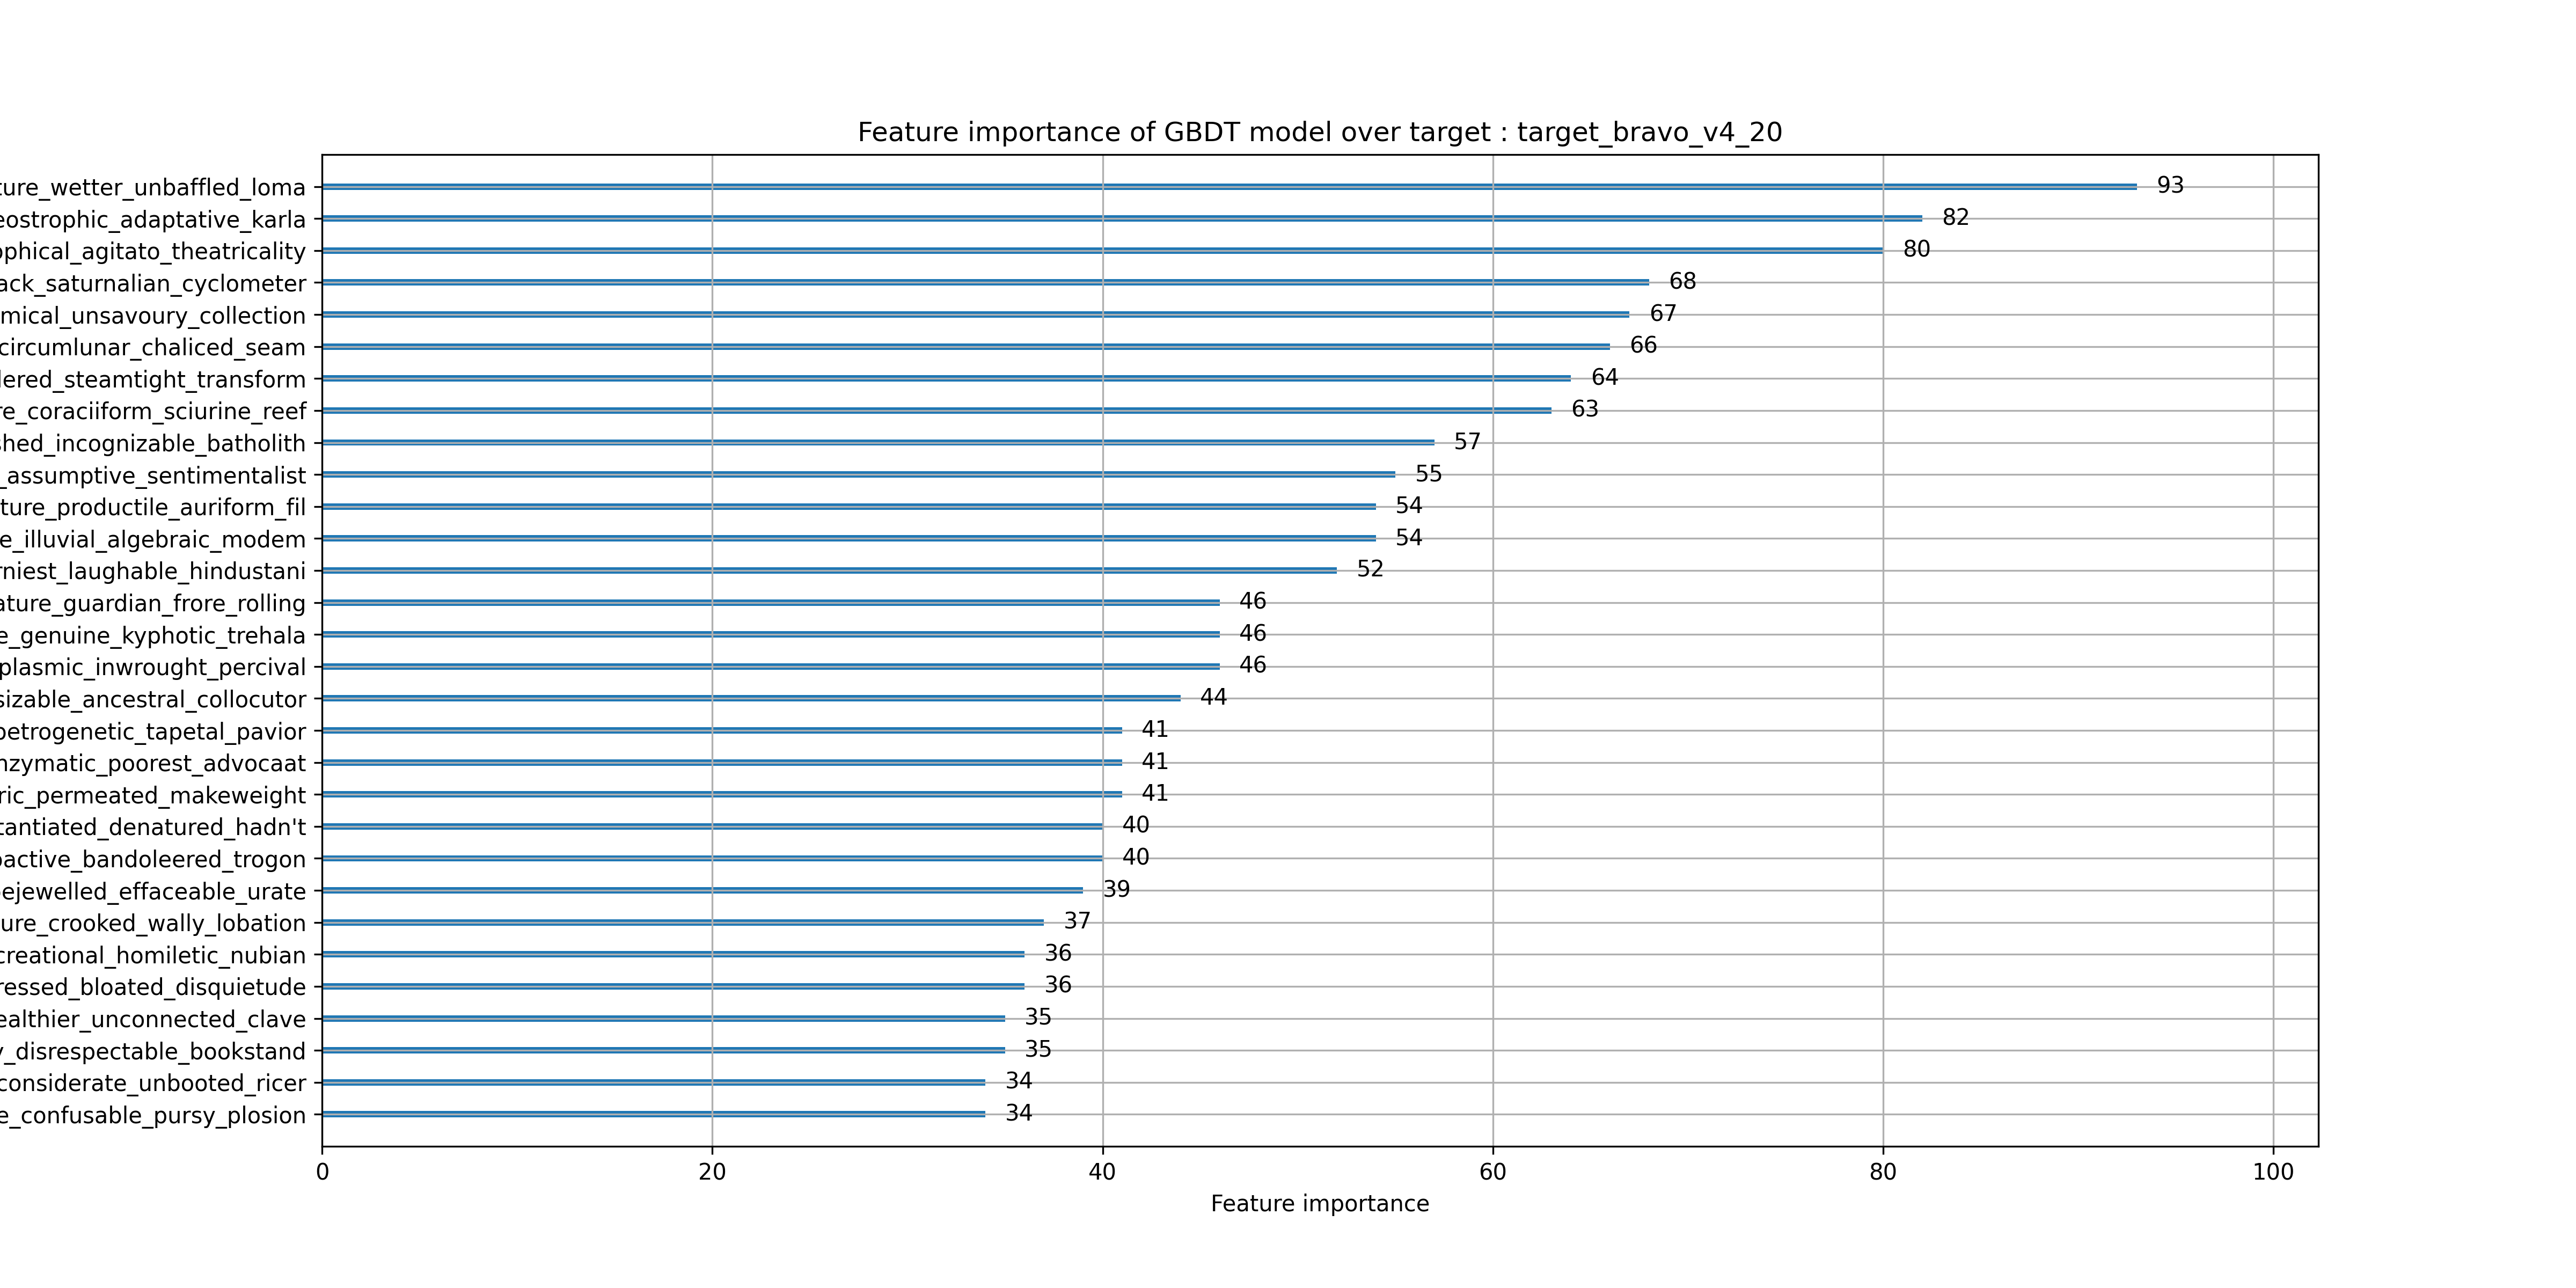 Feature importance of GBDT model over target : target_bravo_v4_20
ture_wetter_unbaffled_loma 93
eostrophic_adaptative_karla 82
ophical_agitato_theatricality 80
ack_saturnalian_cyclometer 68
mical_unsavoury_collection 67
circumlunar_chaliced_seam 66
lered_steamtight_transform 64
re_coraciiform_sciurine_reef 63
shed_incognizable_batholith 57
_assumptive_sentimentalist 55
ture_productile_auriform_fil 54
e_illuvial_algebraic_modem 54
rniest_laughable_hindustani 52
ature_guardian_frore_rolling 46
e_genuine_kyphotic_trehala 46
plasmic_inwrought_percival 46
sizable_ancestral_collocutor 44
petrogenetic_tapetal_pavior 41
nzymatic_poorest_advocaat 41
ric_permeated_makeweight 41
tantiated_denatured_hadn't 40
oactive_bandoleered_trogon 40
bejewelled_effaceable_urate 39
ure_crooked_wally_lobation 37
creational_homiletic_nubian 36
ressed_bloated_disquietude 36
ealthier_unconnected_clave 35
y_disrespectable_bookstand 35
considerate_unbooted_ricer 34
e_confusable_pursy_plosion 34
0 20 40 60 80 100
Feature importance